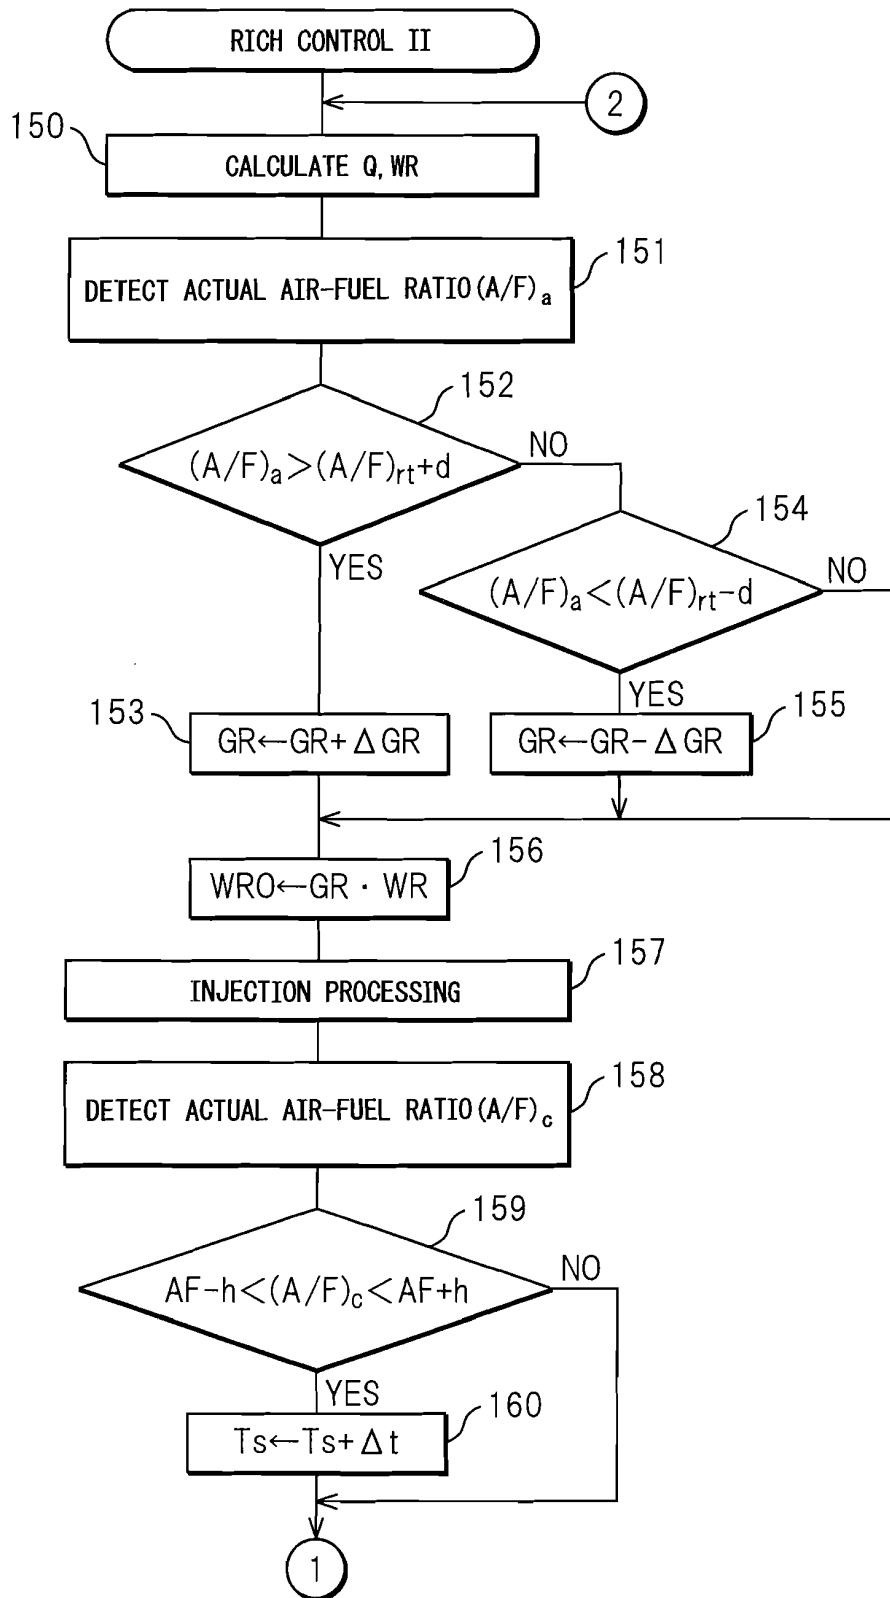 RICH CONTROL II
2
150
CALCULATE Q, WR
151
DETECT ACTUAL AIR-FUEL RATIO(A/F)a
152
(A/F)a>(A/F)rt+d
NO
YES
154
(A/F)a<(A/F)rt-d
NO
YES
153
GR←GR+ΔGR
155
GR←GR-ΔGR
156
WRO←GR・WR
157
INJECTION PROCESSING
158
DETECT ACTUAL AIR-FUEL RATIO(A/F)c
159
AF-h<(A/F)c<AF+h
NO
YES
160
Ts←Ts+Δt
1